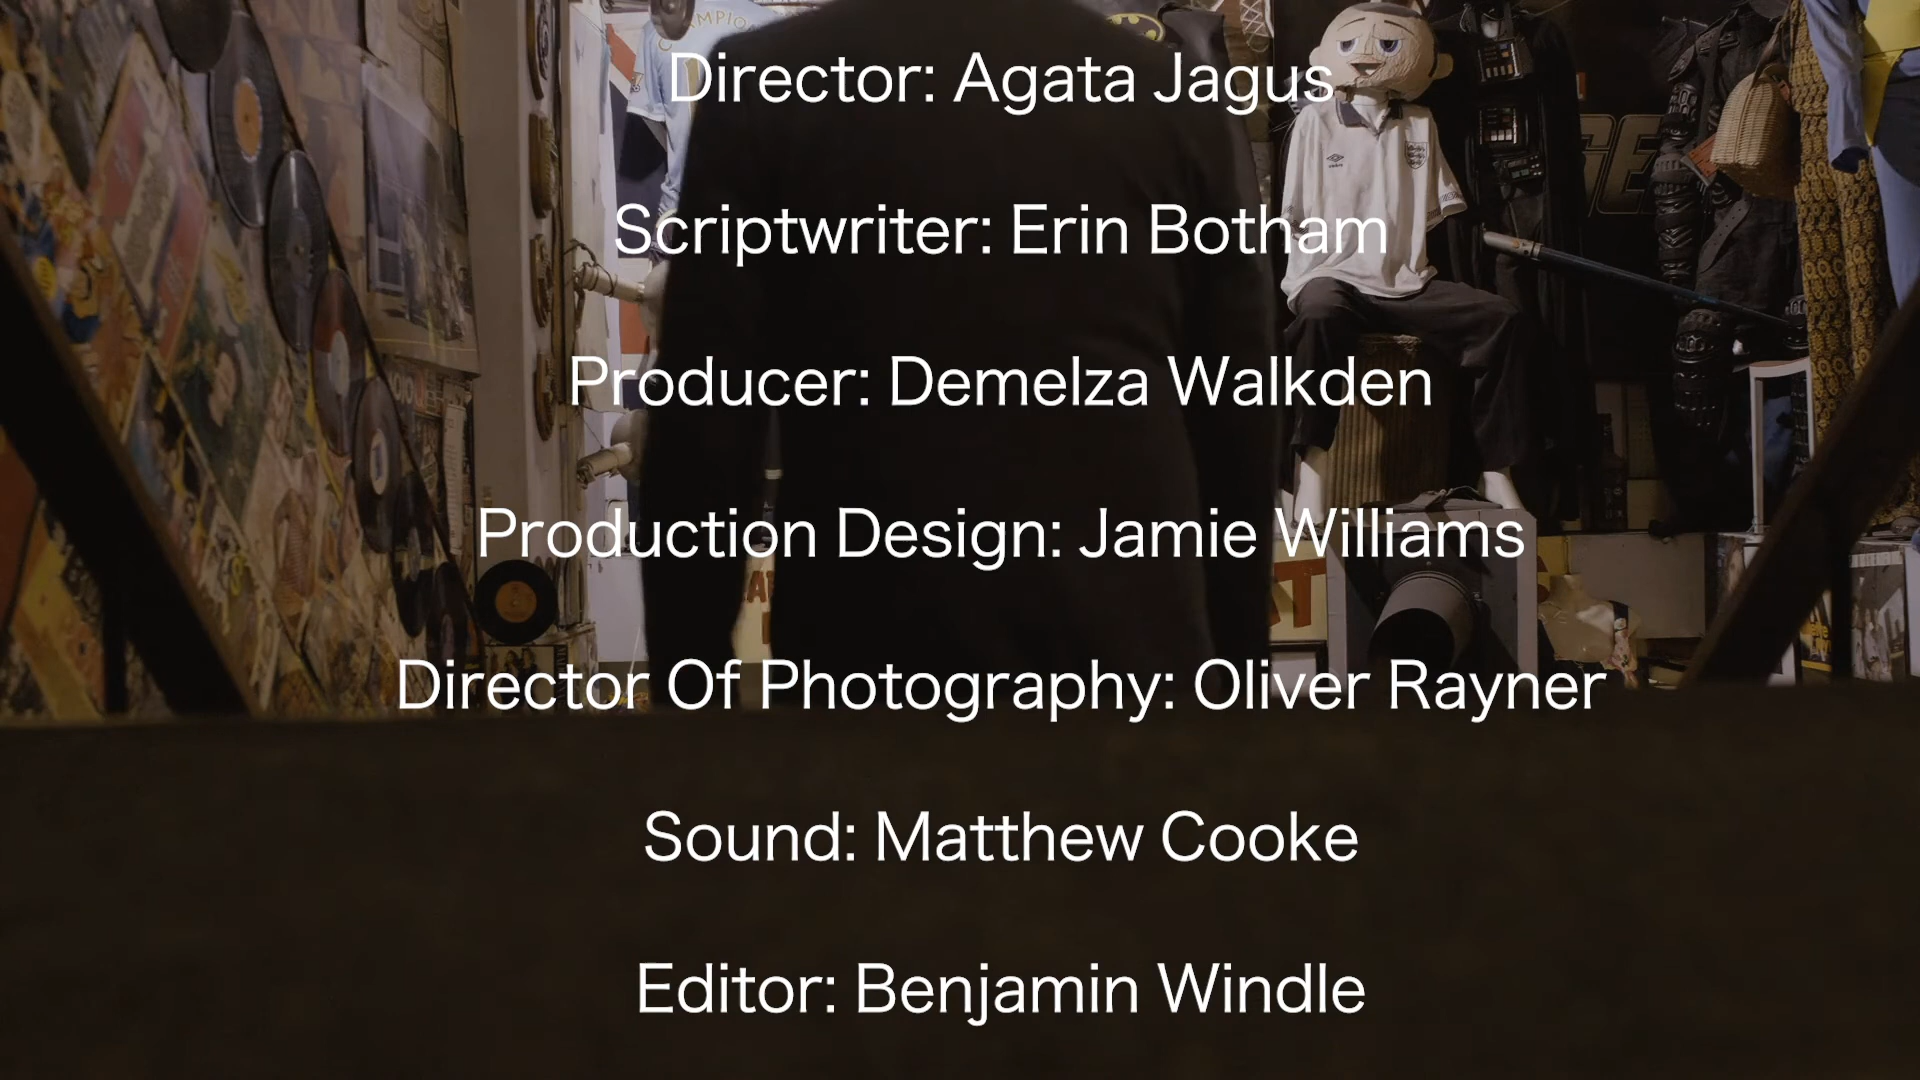 Director: Agata Jagus
Scriptwriter: Erin Botham
Producer: Demelza Walkden
Production Design: Jamie Williams
Director Of Photography: Oliver Rayner
Sound: Matthew Cooke
Editor: Benjamin Windle